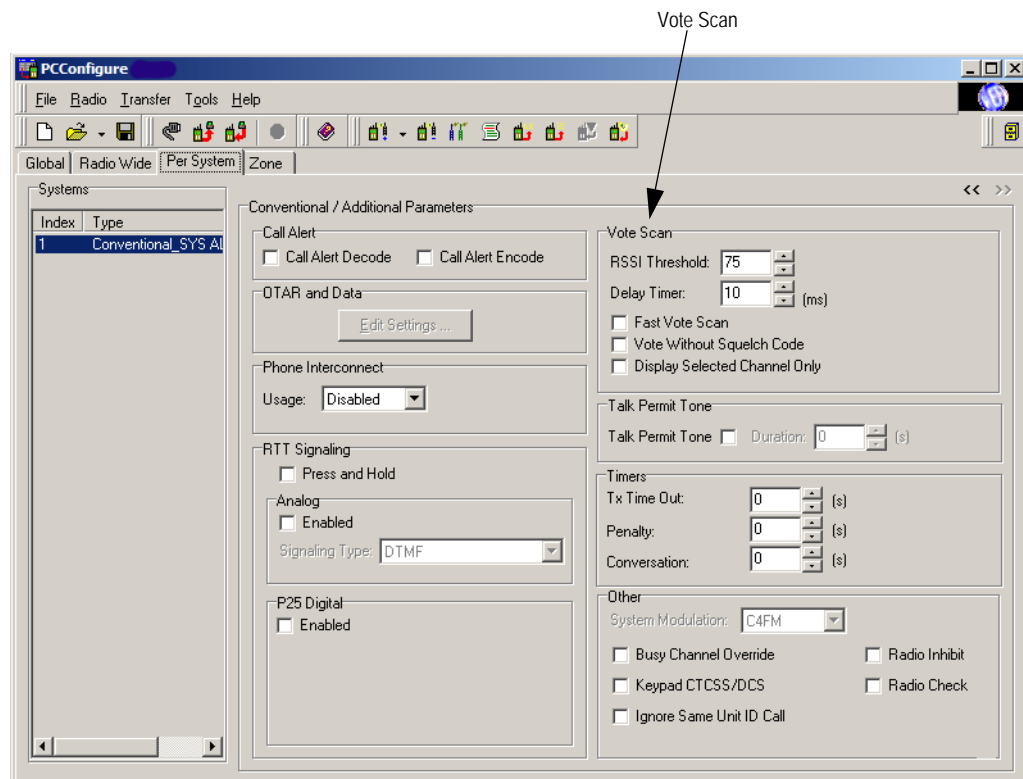 Vote Scan
PCConfigure
File Radio Transfer Tools Help
Global Radio Wide Per System Zone
Systems
<< >>
Index Type
1 Conventional_SYS AL
Conventional / Additional Parameters
Call Alert
Call Alert Decode Call Alert Encode
OTAR and Data
Edit Settings ...
Phone Interconnect
Usage: Disabled
RTT Signaling
Press and Hold
Analog
Enabled
Signaling Type: DTMF
P25 Digital
Enabled
Vote Scan
RSSI Threshold: 75
Delay Timer: 10 (ms)
Fast Vote Scan
Vote Without Squelch Code
Display Selected Channel Only
Talk Permit Tone
Talk Permit Tone Duration: 0 (s)
Timers
Tx Time Out: 0 (s)
Penalty: 0 (s)
Conversation: 0 (s)
Other
System Modulation: C4FM
Busy Channel Override Radio Inhibit
Keypad CTCSS/DCS Radio Check
Ignore Same Unit ID Call